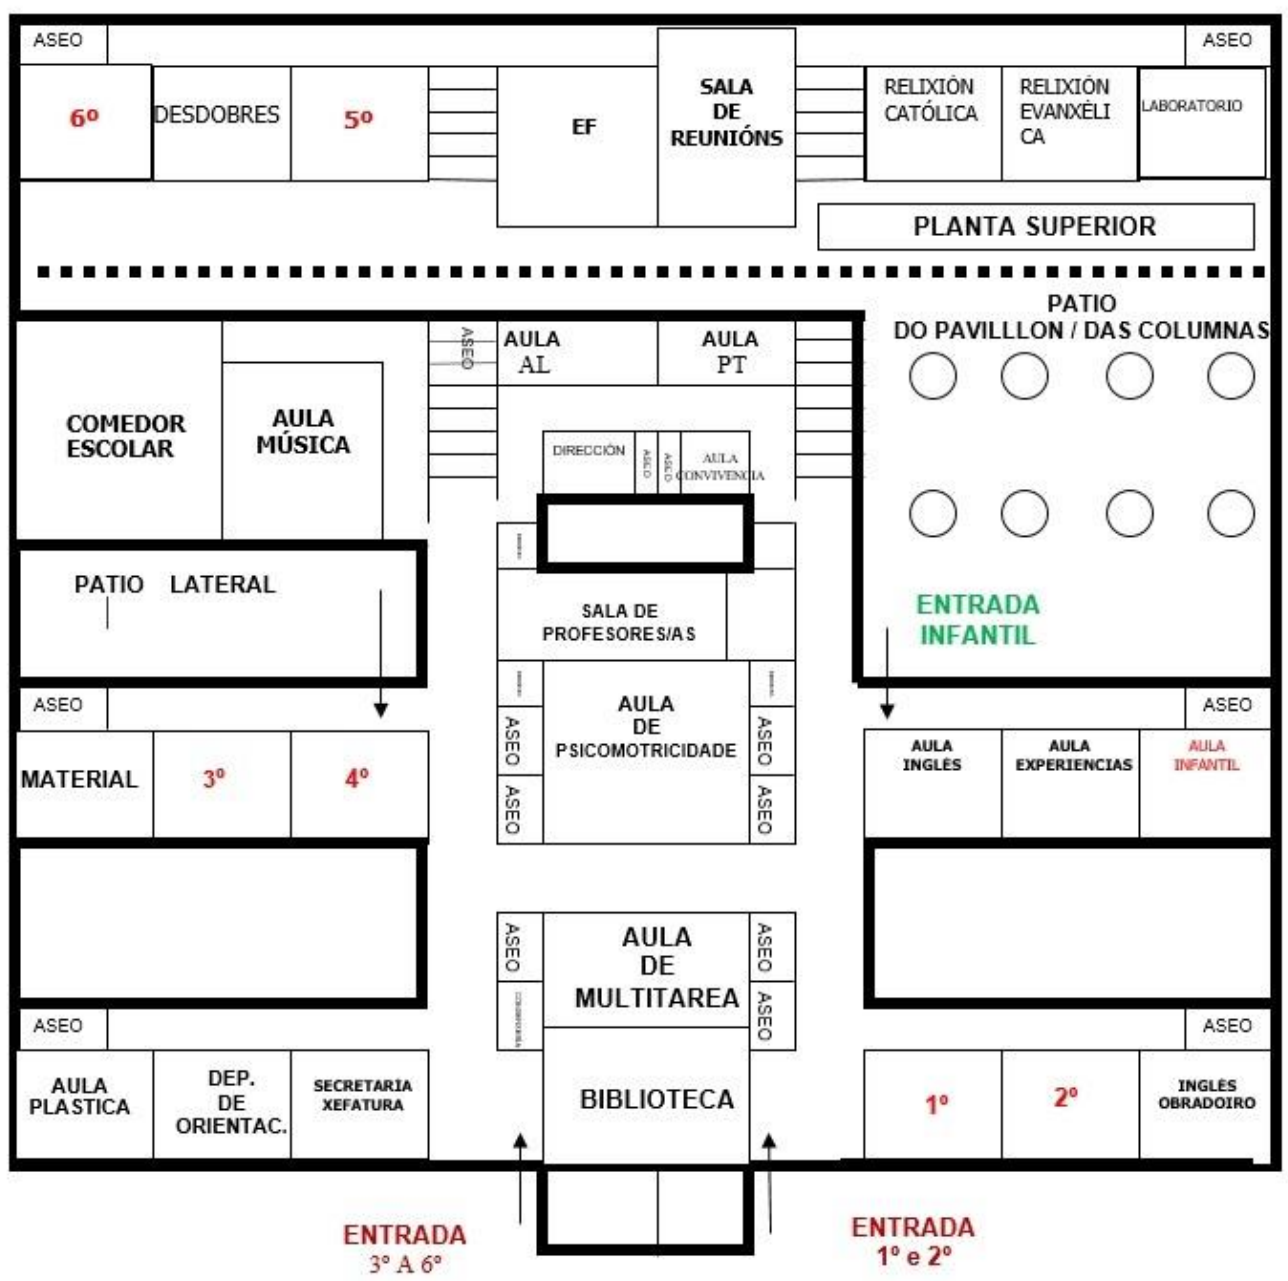 ASEO
ASEO
6º
DESDOBRES
5º
EF
SALA
DE
REUNIÓNS
RELIXIÓN
CATÓLICA
RELIXIÓN
EVANXÉLI
CA
LABORATORIO
PLANTA SUPERIOR
PATIO
DO PAVILLLON / DAS COLUMNAS
COMEDOR
ESCOLAR
AULA
MÚSICA
ASEO
AULA
AL
AULA
PT
DIRECCIÓN
ASEO
ASEO
AULA
CONVIVENCIA
PATIO LATERAL
SALA DE
PROFESORES/AS
ENTRADA
INFANTIL
ASEO
MATERIAL
3º
4º
ASEO
ASEO
AULA
DE
PSICOMOTRICIDADE
ASEO
ASEO
ASEO
AULA
INGLÉS
AULA
EXPERIENCIAS
AULA
INFANTIL
ASEO
AULA
DE
MULTITAREA
ASEO
ASEO
BIBLIOTECA
ASEO
AULA
PLASTICA
DEP.
DE
ORIENTAC.
SECRETARÍA
XEFATURA
ASEO
1º
2º
INGLÉS
OBRADOIRO
ENTRADA
3º A 6º
ENTRADA
1º e 2º